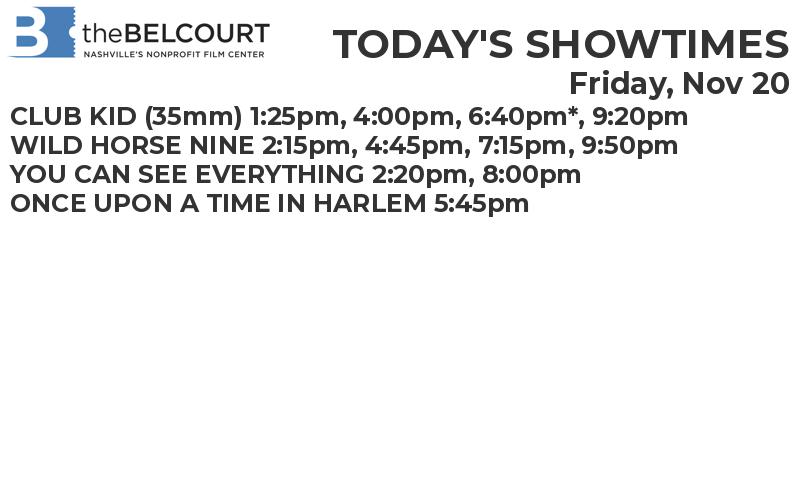 B theBELCOURT
NASHVILLE'S NONPROFIT FILM CENTER
TODAY'S SHOWTIMES
Friday, Nov 20
CLUB KID (35mm) 1:25pm, 4:00pm, 6:40pm*, 9:20pm
WILD HORSE NINE 2:15pm, 4:45pm, 7:15pm, 9:50pm
YOU CAN SEE EVERYTHING 2:20pm, 8:00pm
ONCE UPON A TIME IN HARLEM 5:45pm